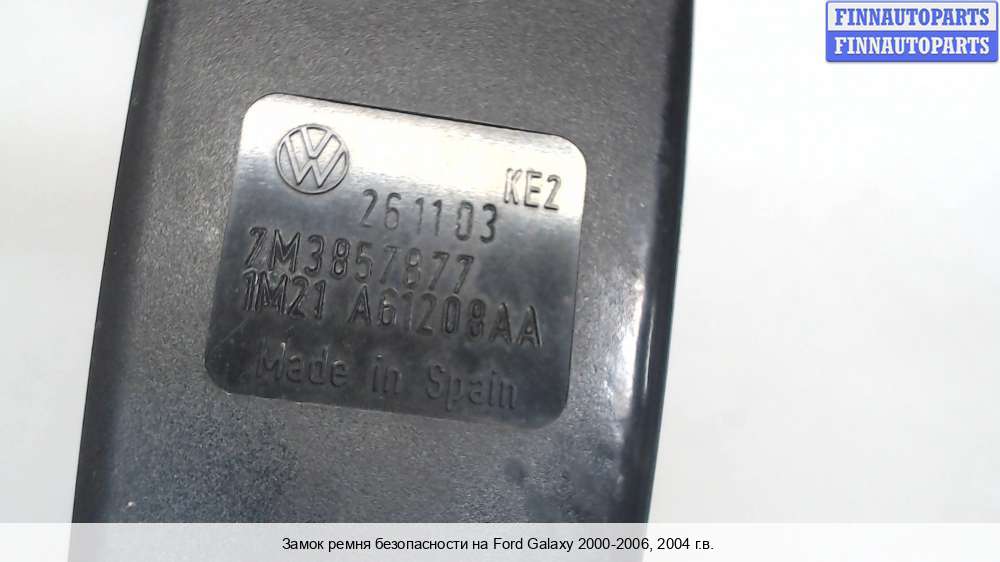 FINNAUTOPARTS
FINNAUTOPARTS
KE2
261103
7M3857877
1M21 A61208AA
Made in Spain
Замок ремня безопасности на Ford Galaxy 2000-2006, 2004 г.в.